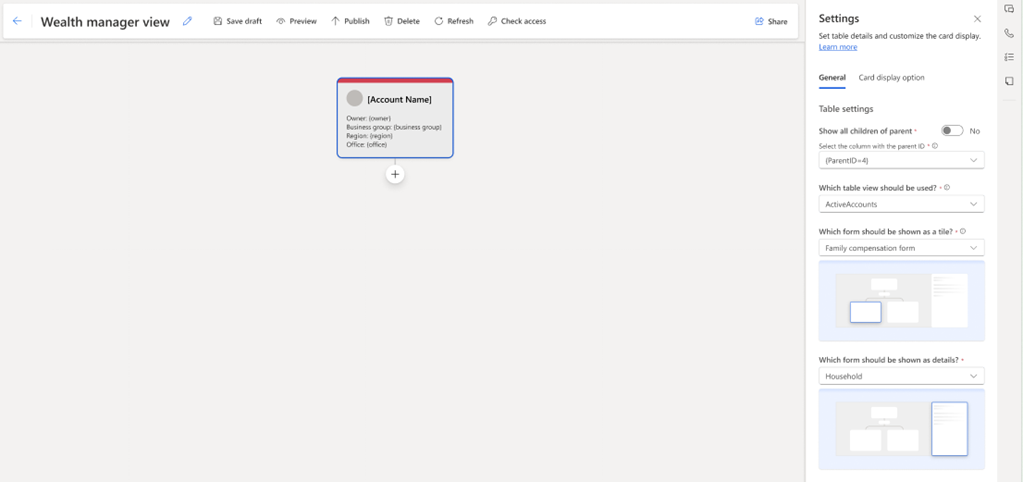 Wealth manager view
Save draft
Preview
Publish
Delete
Refresh
Check access
Share
[Account Name]
Owner: {owner}
Business group: {business group}
Region: {region}
Office: {office}
Settings
Set table details and customize the card display.
Learn more
General
Card display option
Table settings
Show all children of parent *
No
Select the column with the parent ID *
(ParentID=4)
Which table view should be used? *
ActiveAccounts
Which form should be shown as a tile? *
Family compensation form
Which form should be shown as details? *
Household